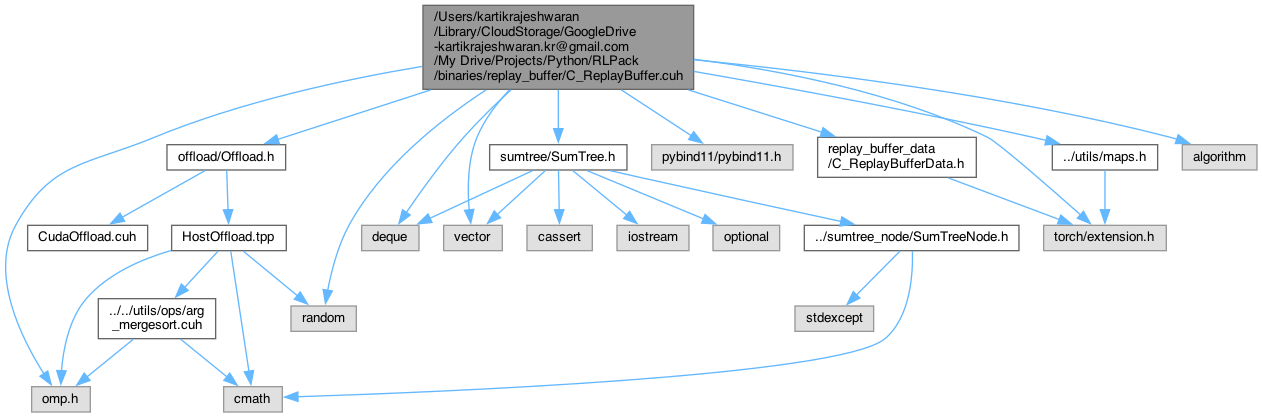 /Users/kartikrajeshwaran
/Library/CloudStorage/GoogleDrive
-kartikrajeshwaran.kr@gmail.com
/My Drive/Projects/Python/RLPack
/binaries/replay_buffer/C_ReplayBuffer.cuh
offload/Offload.h
sumtree/SumTree.h
pybind11/pybind11.h
replay_buffer_data
/C_ReplayBufferData.h
../utils/maps.h
algorithm
CudaOffload.cuh
HostOffload.tpp
deque
vector
cassert
iostream
optional
../sumtree_node/SumTreeNode.h
torch/extension.h
../../utils/ops/arg
_mergesort.cuh
random
stdexcept
omp.h
cmath